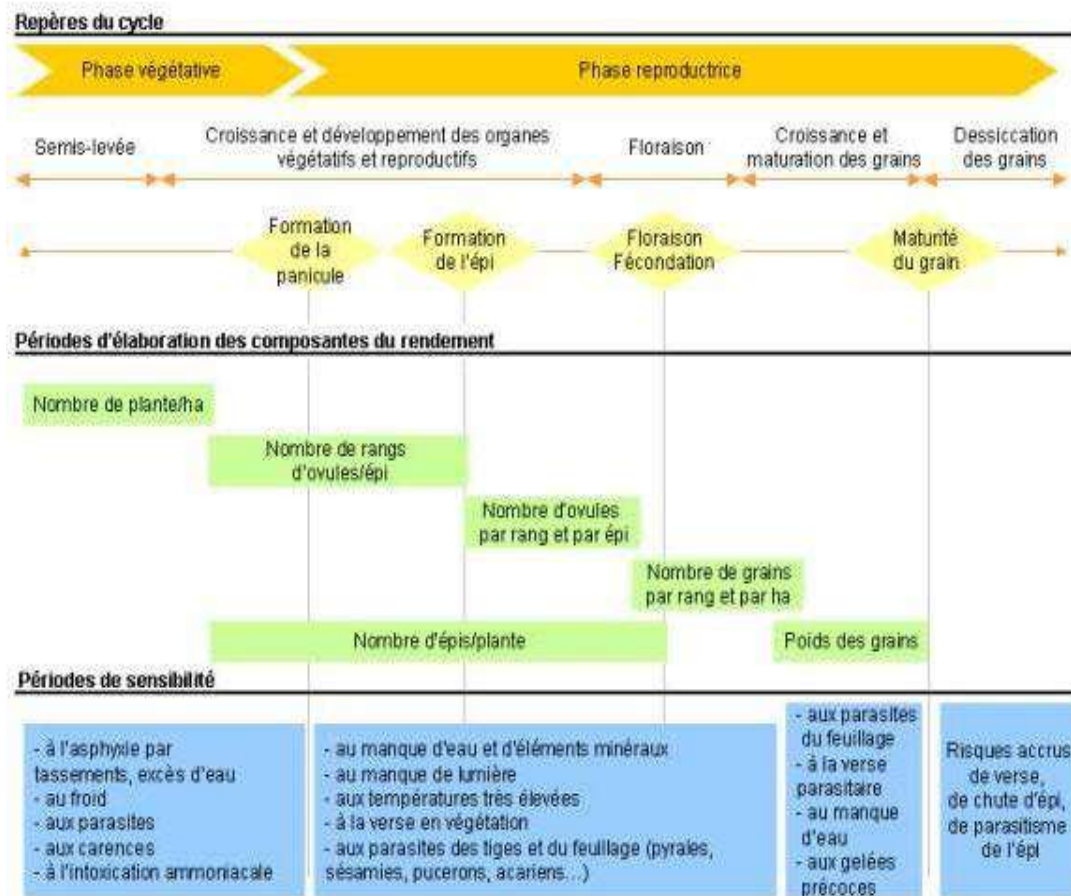 Repères du cycle
Phase végétative
Phase reproductrice
Semis-levée
Croissance et développement des organes
végétatifs et reproductifs
Floraison
Croissance et
maturation des grains
Dessiccation
des grains
Formation
de la
panicule
Formation
de l'épi
Floraison
Fécondation
Maturité
du grain
Périodes d'élaboration des composantes du rendement
Nombre de plante/ha
Nombre de rangs
d'ovules/épi
Nombre d'ovules
par rang et par épi
Nombre de grains
par rang et par ha
Nombre d'épis/plante
Poids des grains
Périodes de sensibilité
- à l'asphyxie par
tassements, excès d'eau
- au froid
- aux parasites
- aux carences
- à l'intoxication ammoniacale
- au manque d'eau et d'éléments minéraux
- au manque de lumière
- aux températures très élevées
- à la verse en végétation
- aux parasites des tiges et du feuillage (pyrales,
sésamies, pucerons, acariens...)
- aux parasites
du feuillage
- à la verse
parasitaire
- au manque
d'eau
- aux gelées
précoces
Risques accrus
de verse,
de chute d'épi,
de parasitisme
de l'épi